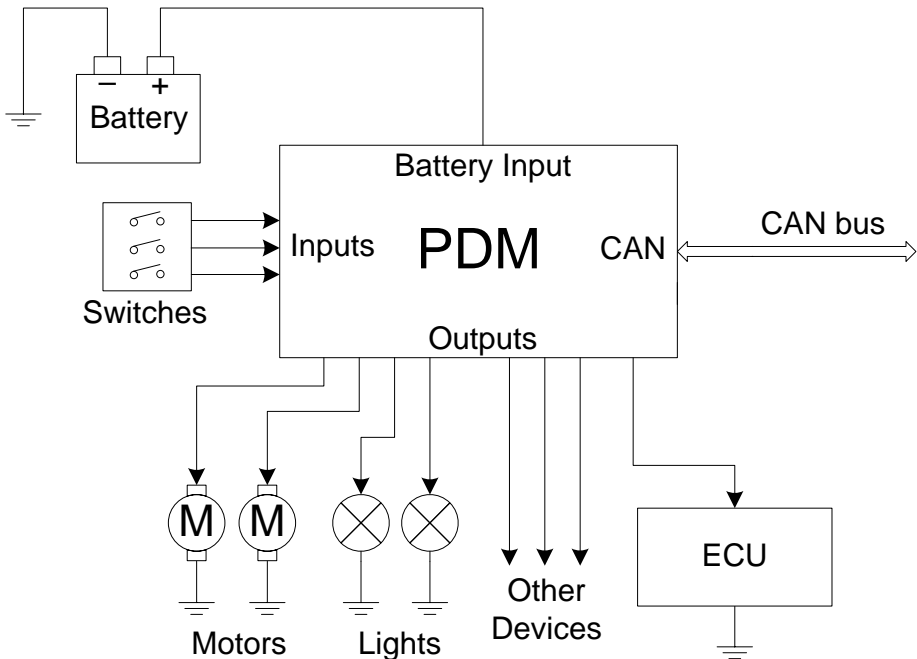 − +
Battery
Battery Input
Inputs
PDM
CAN
CAN bus
Switches
Outputs
M
M
ECU
Other
Devices
Motors
Lights